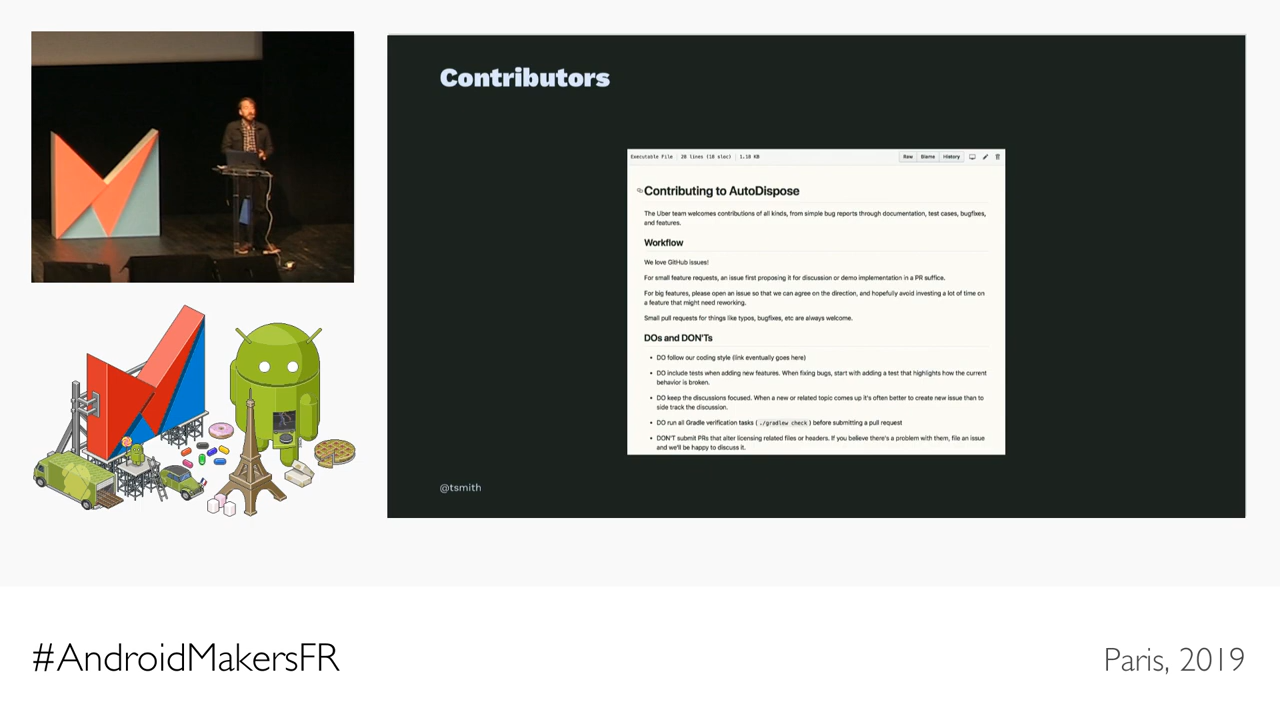 Contributors
Executable File | 20 lines (18 sloc) | 1.18 KB
Raw Blame History
Contributing to AutoDispose
The Uber team welcomes contributions of all kinds, from simple bug reports through documentation, test cases, bugfixes,
and features.
Workflow
We love GitHub issues!
For small feature requests, an issue first proposing it for discussion or demo implementation in a PR suffice.
For big features, please open an issue so that we can agree on the direction, and hopefully avoid investing a lot of time on
a feature that might need reworking.
Small pull requests for things like typos, bugfixes, etc are always welcome.
DOs and DON'Ts
• DO follow our coding style (link eventually goes here)
• DO include tests when adding new features. When fixing bugs, start with adding a test that highlights how the current
behavior is broken.
• DO keep the discussions focused. When a new or related topic comes up it's often better to create new issue than to
side track the discussion.
• DO run all Gradle verification tasks (./gradlew check) before submitting a pull request
• DON'T submit PRs that alter licensing related files or headers. If you believe there's a problem with them, file an issue
and we'll be happy to discuss it.
@tsmith
#AndroidMakersFR
Paris, 2019